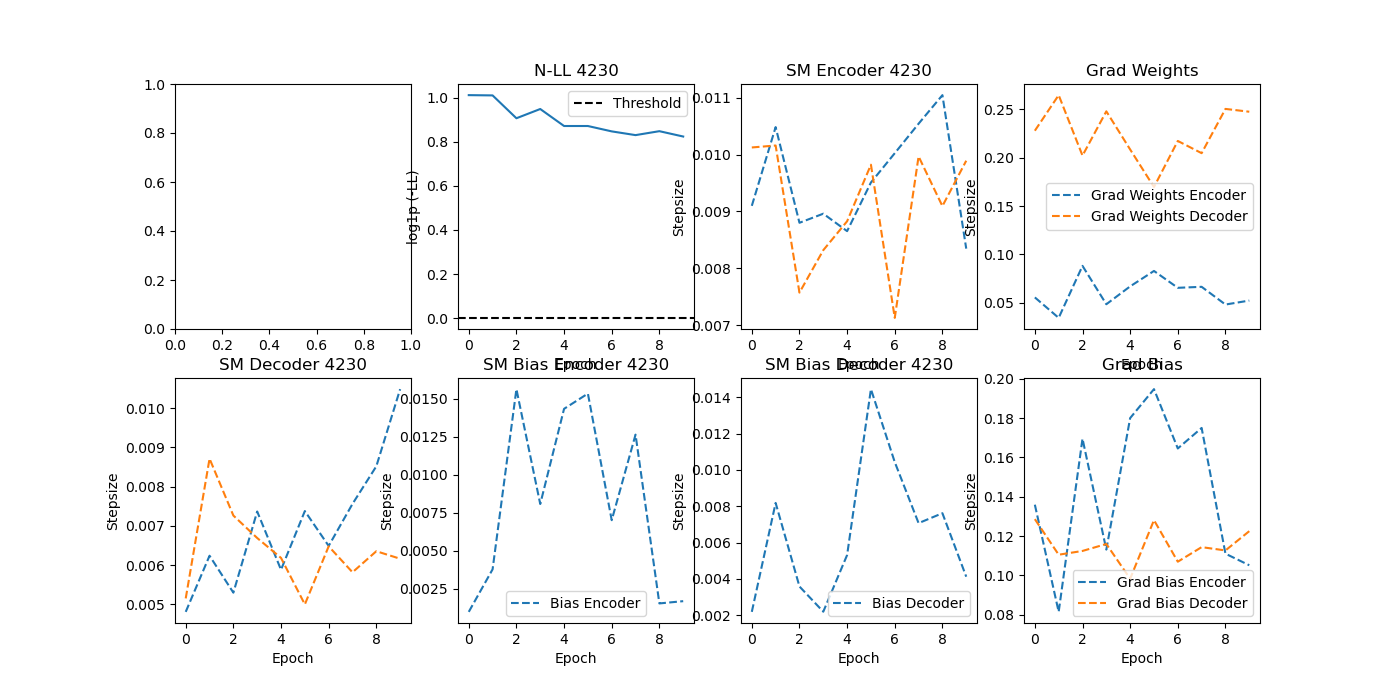 N-LL 4230
SM Encoder 4230
Grad Weights
1.0
0.8
0.6
0.4
0.2
0.0
0.0 0.2 0.4 0.6 0.8 1.0
log1p (-LL)
1.0
0.8
0.6
0.4
0.2
0.0
Threshold
0 2 4 6 8
Epoch
Stepsize
0.011
0.010
0.009
0.008
0.007
0 2 4 6 8
Epoch
Stepsize
0.25
0.20
0.15
0.10
0.05
Grad Weights Encoder
Grad Weights Decoder
0 2 4 6 8
Epoch
SM Decoder 4230
SM Bias Encoder 4230
SM Bias Decoder 4230
Grad Bias
Stepsize
0.010
0.009
0.008
0.007
0.006
0.005
0 2 4 6 8
Epoch
Stepsize
0.0150
0.0125
0.0100
0.0075
0.0050
0.0025
Bias Encoder
0 2 4 6 8
Epoch
Stepsize
0.014
0.012
0.010
0.008
0.006
0.004
0.002
Bias Decoder
0 2 4 6 8
Epoch
Stepsize
0.20
0.18
0.16
0.14
0.12
0.10
0.08
Grad Bias Encoder
Grad Bias Decoder
0 2 4 6 8
Epoch